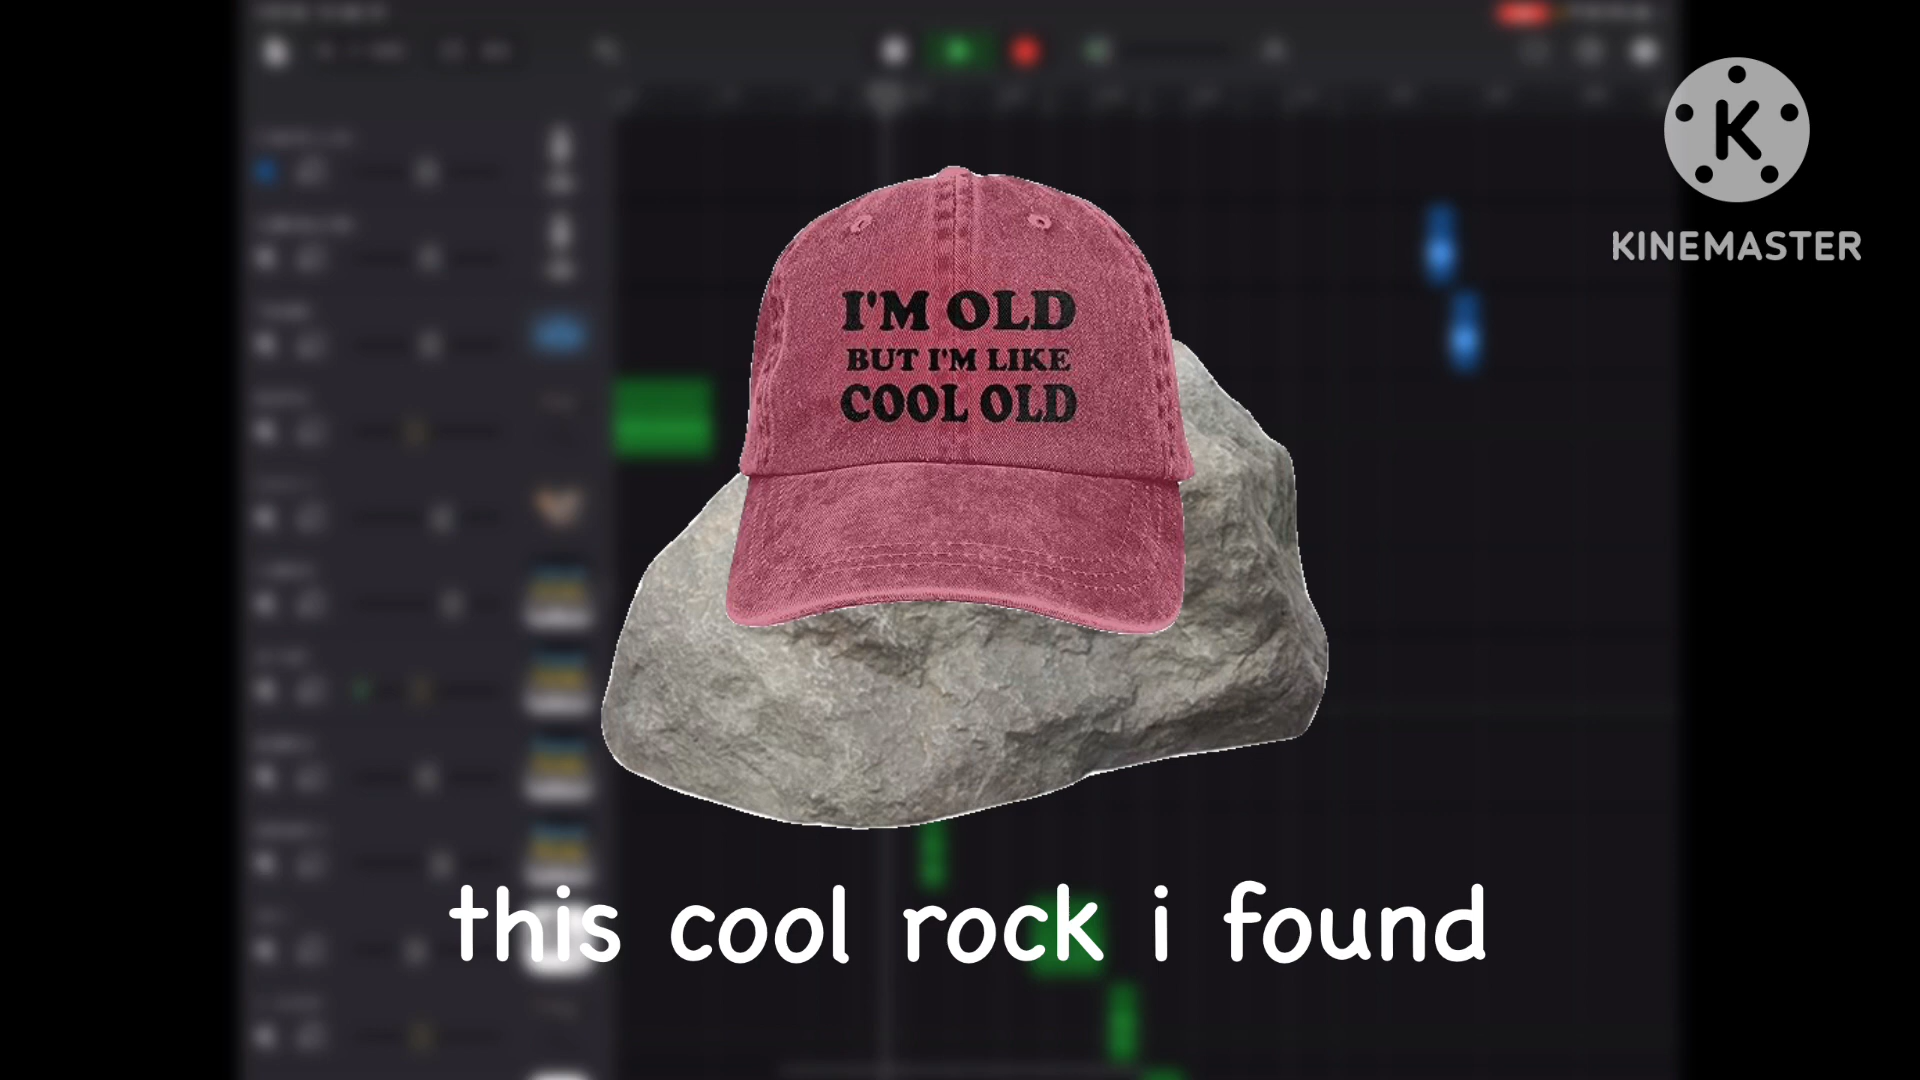 K
KINEMASTER
I'M OLD
BUT I'M LIKE
COOL OLD
this cool rock i found